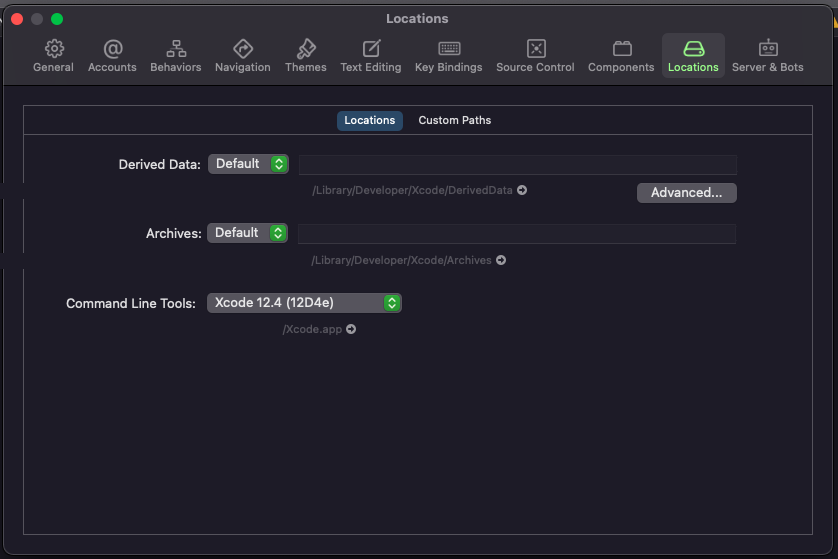 Locations
General Accounts Behaviors Navigation Themes Text Editing Key Bindings Source Control Components Locations Server & Bots
Locations Custom Paths
Derived Data: Default
/Library/Developer/Xcode/DerivedData
Advanced...
Archives: Default
/Library/Developer/Xcode/Archives
Command Line Tools: Xcode 12.4 (12D4e)
/Xcode.app